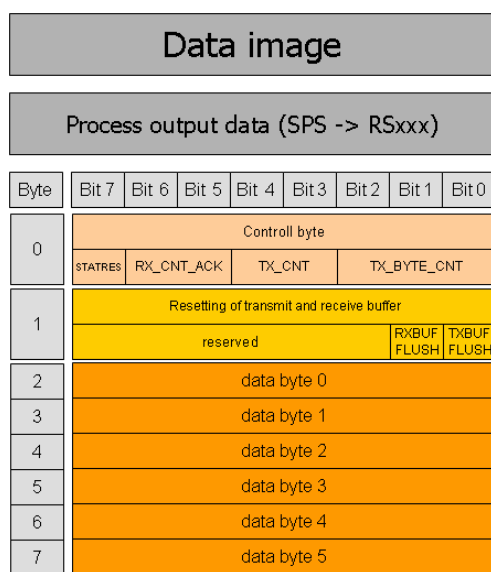 Data image
Process output data (SPS -> RSxxx)
Byte Bit 7 Bit 6 Bit 5 Bit 4 Bit 3 Bit 2 Bit 1 Bit 0
0
Controll byte
STATRES RX_CNT_ACK TX_CNT TX_BYTE_CNT
1
Resetting of transmit and receive buffer
reserved RXBUF FLUSH TXBUF FLUSH
2 data byte 0
3 data byte 1
4 data byte 2
5 data byte 3
6 data byte 4
7 data byte 5